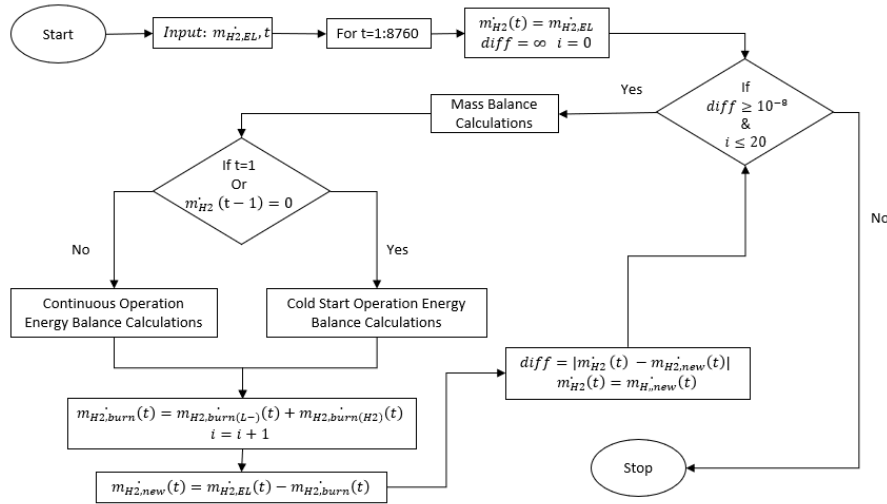 Start
Input: ṁH2,EL, t
For t=1:8760
ṁH2(t) = ṁH2,EL
diff = ∞ i = 0
If
diff ≥ 10⁻⁸
&
i ≤ 20
Yes
No
Mass Balance
Calculations
If t=1
Or
ṁH2 (t − 1) = 0
No
Yes
Continuous Operation
Energy Balance Calculations
Cold Start Operation Energy
Balance Calculations
ṁH2,burn(t) = ṁH2,burn(L−)(t) + ṁH2,burn(H2)(t)
i = i + 1
ṁH2,new(t) = ṁH2,EL(t) − ṁH2,burn(t)
diff = |ṁH2 (t) − ṁH2,new(t)|
ṁH2(t) = ṁH,,new(t)
Stop